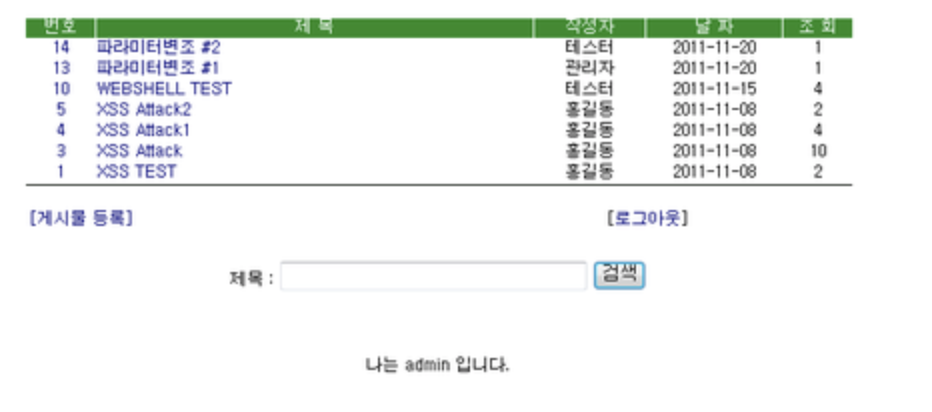 번호 제 목 작성자 날 짜 조 회
14 파라미터변조 #2 테스터 2011-11-20 1
13 파라미터변조 #1 관리자 2011-11-20 1
10 WEBSHELL TEST 테스터 2011-11-15 4
5 XSS Attack2 홍길동 2011-11-08 2
4 XSS Attack1 홍길동 2011-11-08 4
3 XSS Attack 홍길동 2011-11-08 10
1 XSS TEST 홍길동 2011-11-08 2
[게시물 등록] [로그아웃]
제목 : 검색
나는 admin 입니다.